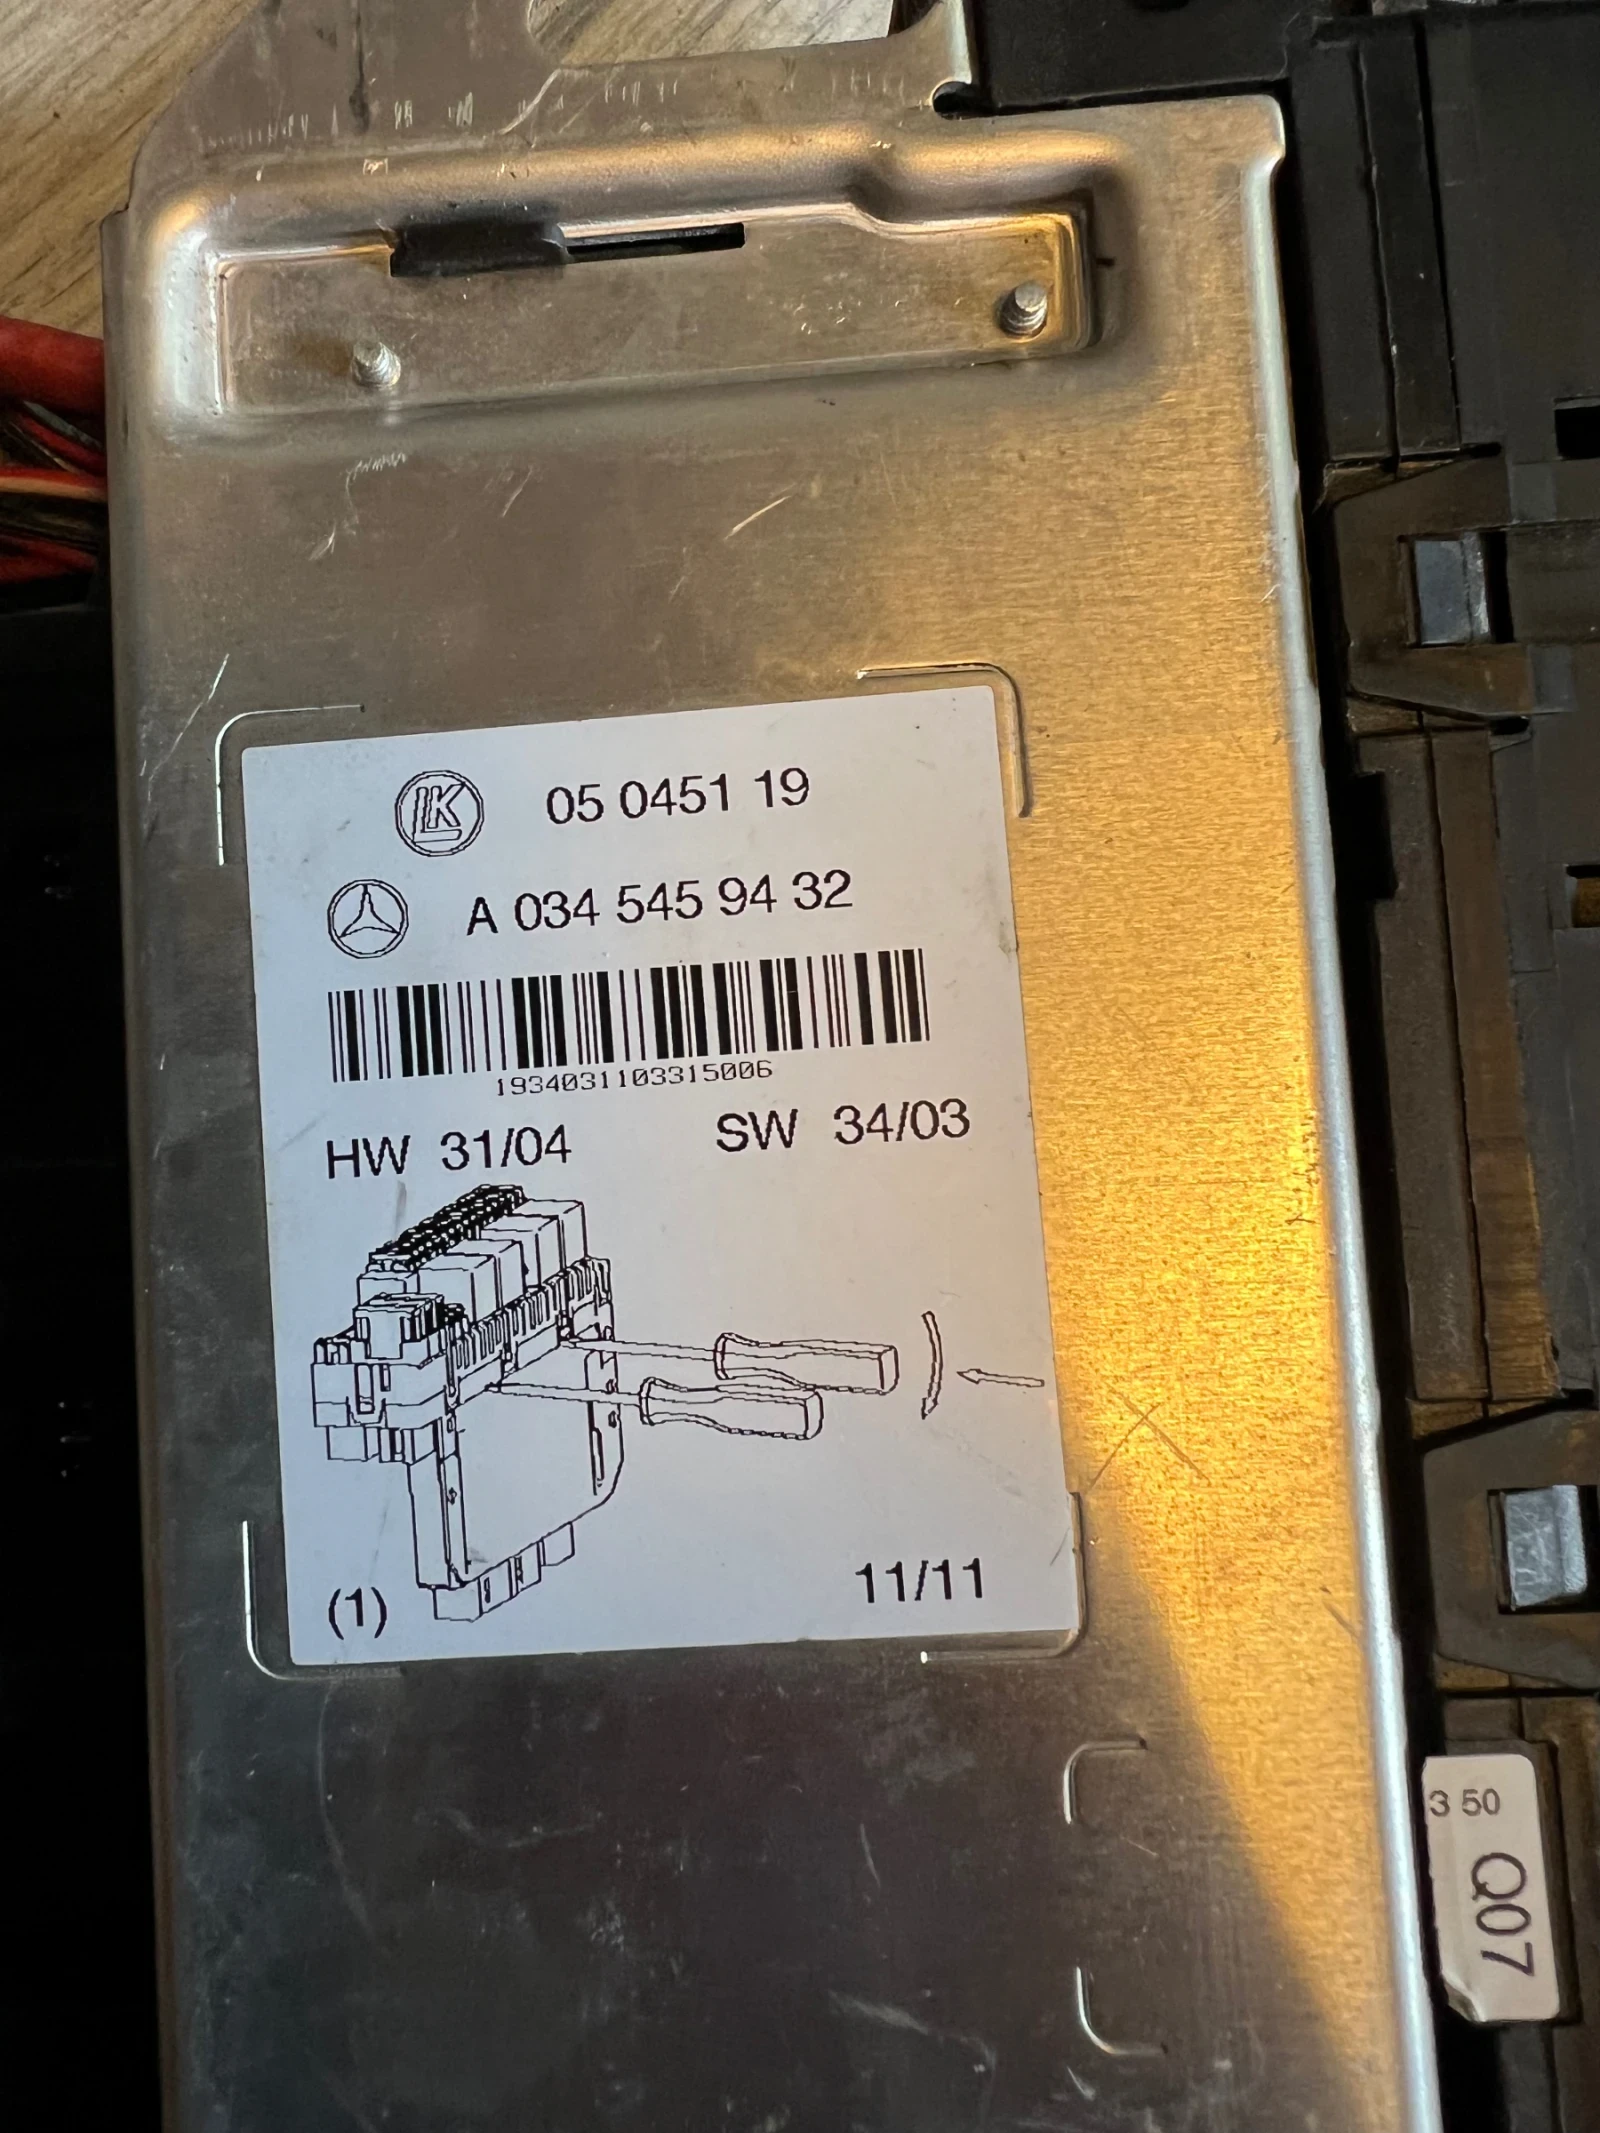 LK 05 0451 19
A 034 545 94 32
1934031103315006
HW 31/04 SW 34/03
(1) 11/11
3 50
Q07